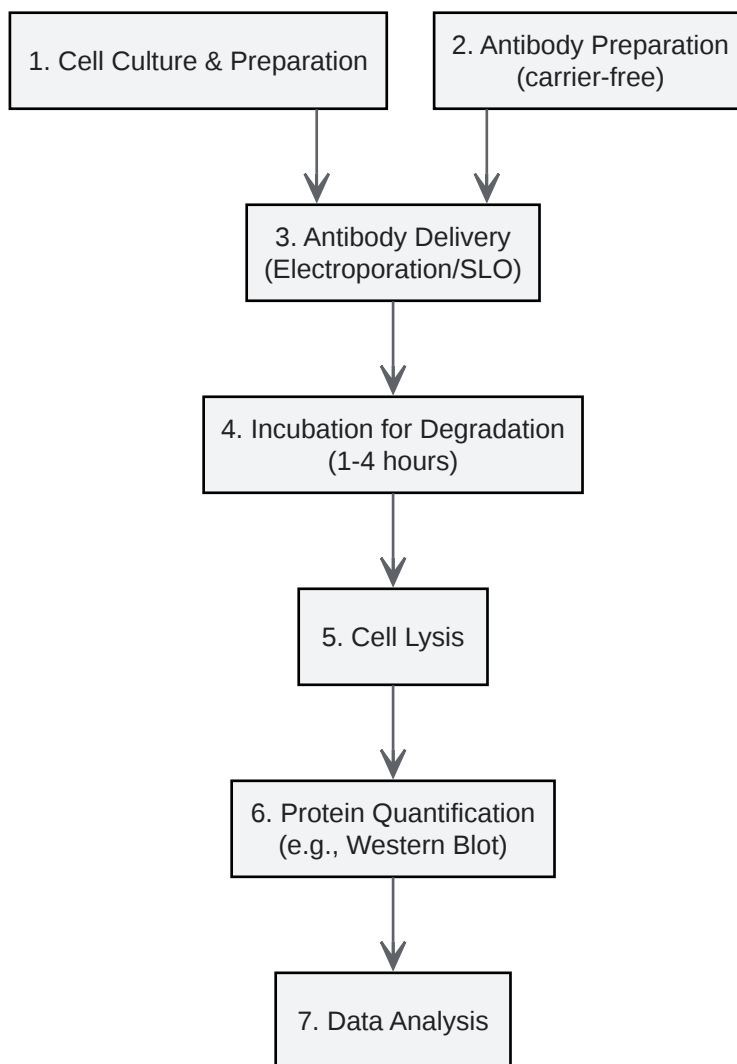 1. Cell Culture & Preparation
2. Antibody Preparation
(carrier-free)
3. Antibody Delivery
(Electroporation/SLO)
4. Incubation for Degradation
(1-4 hours)
5. Cell Lysis
6. Protein Quantification
(e.g., Western Blot)
7. Data Analysis